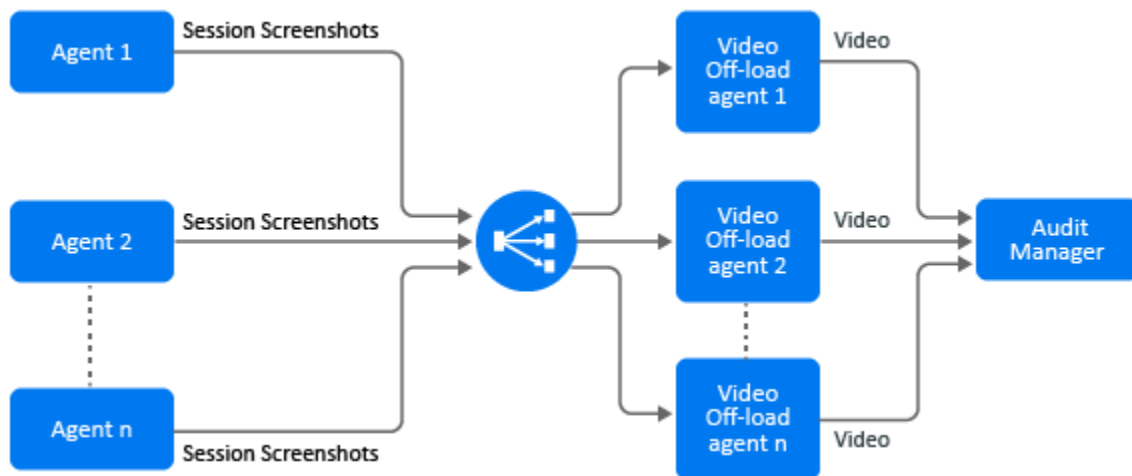 Agent 1
Session Screenshots
Video
Off-load
agent 1
Video
Agent 2
Session Screenshots
Video
Off-load
agent 2
Video
Audit
Manager
Agent n
Session Screenshots
Video
Off-load
agent n
Video